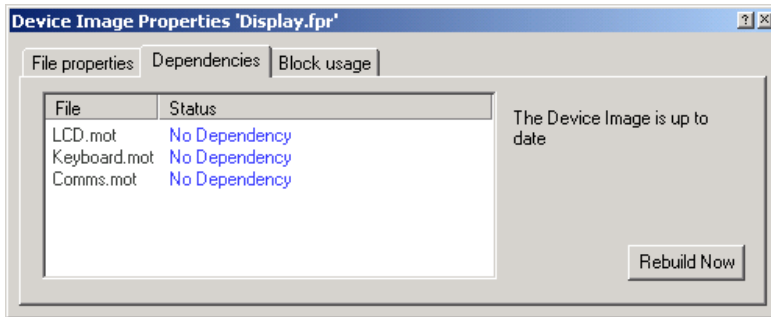 Device Image Properties 'Display.fpr'
File properties Dependencies Block usage
File Status
LCD.mot No Dependency
Keyboard.mot No Dependency
Comms.mot No Dependency
The Device Image is up to
date
Rebuild Now